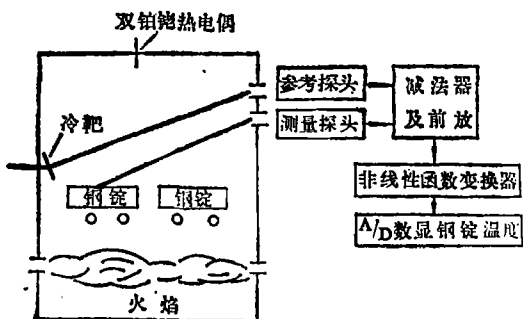 双铂铑热电偶
参考探头
减法器
及前放
冷靶
测量探头
钢锭 钢锭
非线性函数变换器
A/D数显钢锭温度
火焰